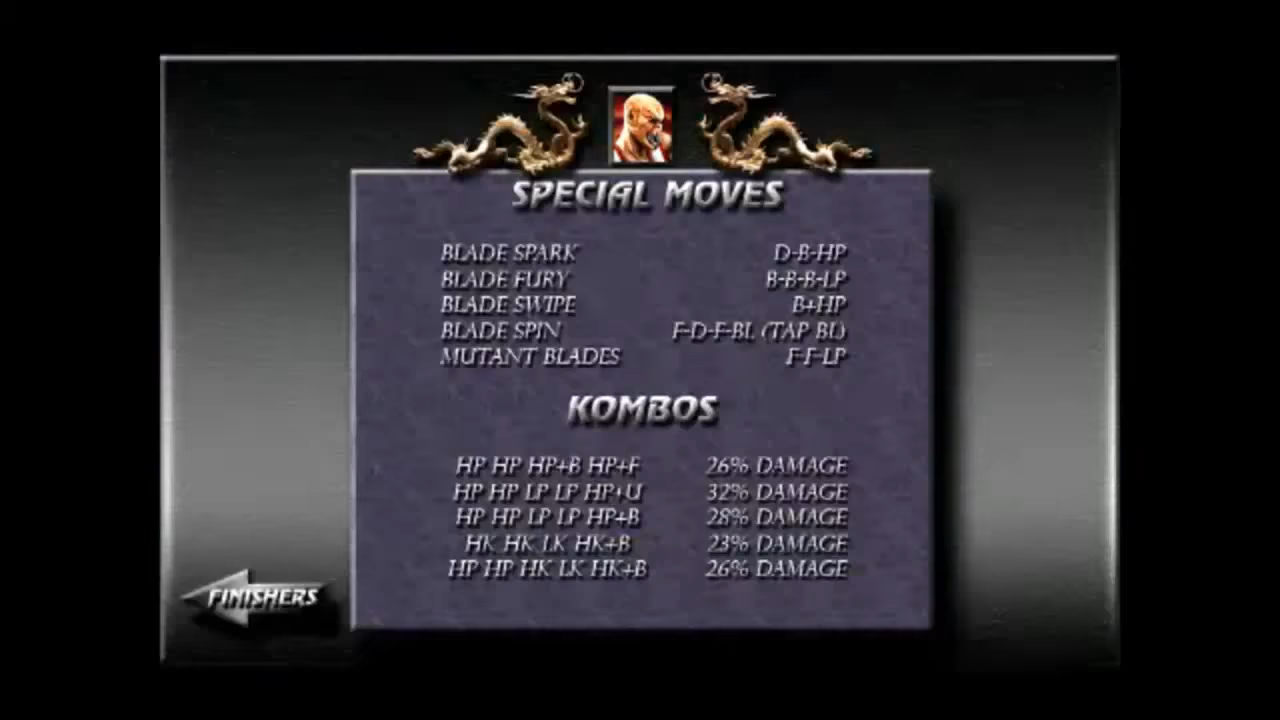 SPECIAL MOVES
BLADE SPARK D-B-HP
BLADE FURY B-B-B-LP
BLADE SWIPE B+HP
BLADE SPIN F-D-F-BL (TAP BL)
MUTANT BLADES F-F-LP
KOMBOS
HP HP HP+B HP+F 26% DAMAGE
HP HP LP LP HP+U 32% DAMAGE
HP HP LP LP HP+B 28% DAMAGE
HK HK LK HK+B 23% DAMAGE
HP HP HK LK HK+B 26% DAMAGE
FINISHERS